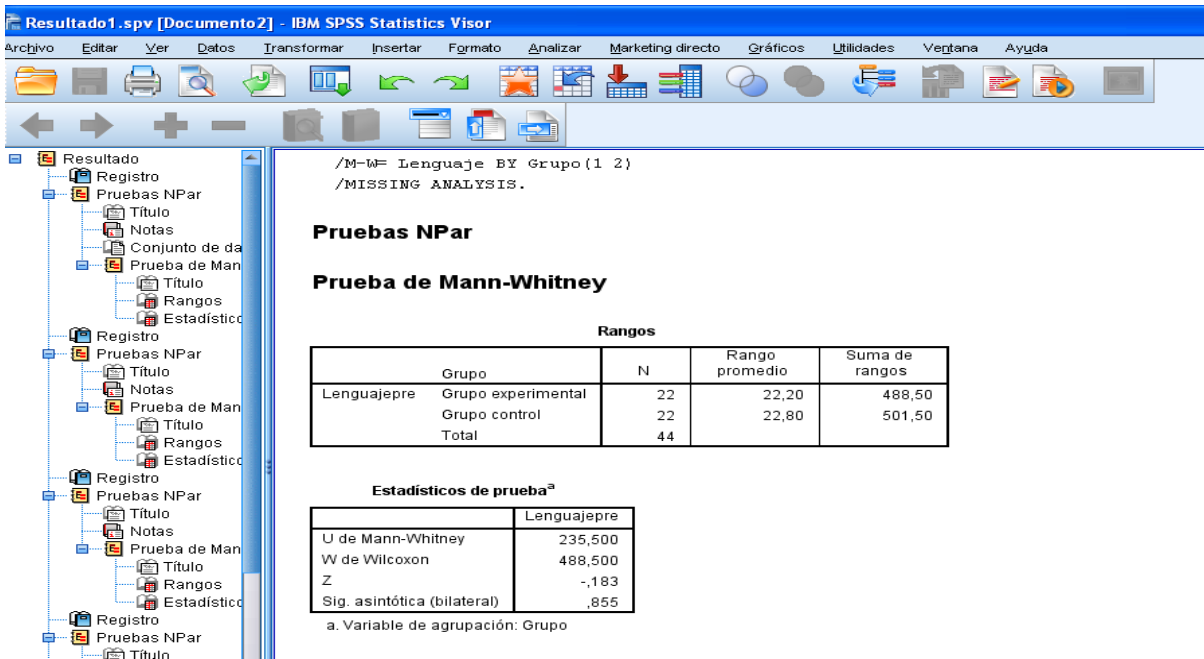 Resultado1.spv [Documento2] - IBM SPSS Statistics Visor
Archivo Editar Ver Datos Transformar Insertar Formato Analizar Marketing directo Gráficos Utilidades Ventana Ayuda
Resultado
Registro
Pruebas NPar
Título
Notas
Conjunto de da
Prueba de Man
Título
Rangos
Estadístico
Registro
Pruebas NPar
Título
Notas
Prueba de Man
Título
Rangos
Estadístico
Registro
Pruebas NPar
Título
Notas
Prueba de Man
Título
Rangos
Estadístico
Registro
Pruebas NPar
Título
/M-W= Lenguaje BY Grupo(1 2)
/MISSING ANALYSIS.
Pruebas NPar
Prueba de Mann-Whitney
Rangos
Grupo N Rango promedio Suma de rangos
Lenguajepre Grupo experimental 22 22,20 488,50
Grupo control 22 22,80 501,50
Total 44
Estadísticos de prueba^a
Lenguajepre
U de Mann-Whitney 235,500
W de Wilcoxon 488,500
Z -,183
Sig. asintótica (bilateral) ,855
a. Variable de agrupación: Grupo